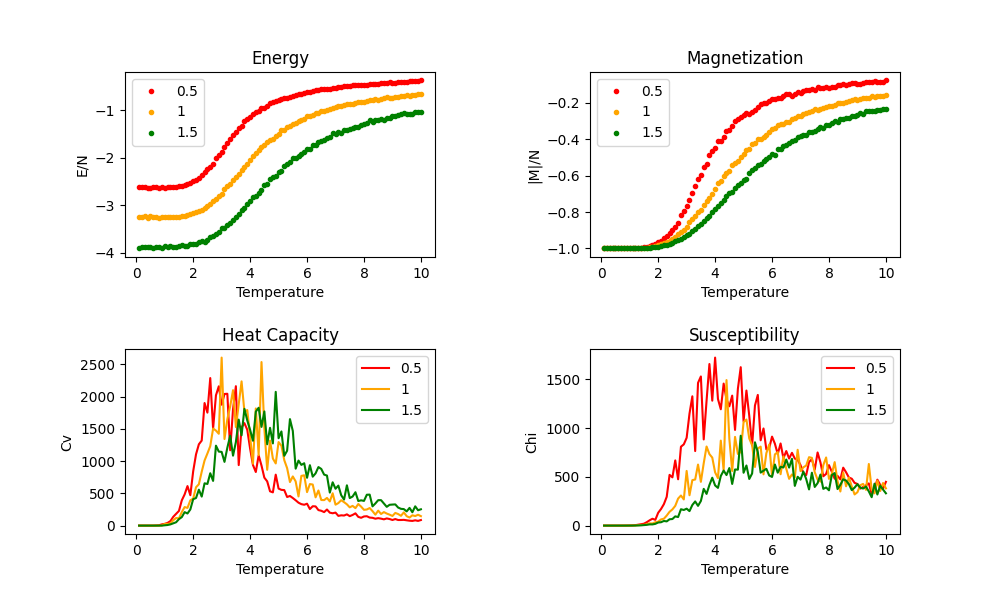 Energy
E/N
−1
−2
−3
−4
0.5
1
1.5
0 2 4 6 8 10
Temperature
Magnetization
|M|/N
−0.2
−0.4
−0.6
−0.8
−1.0
0.5
1
1.5
0 2 4 6 8 10
Temperature
Heat Capacity
Cv
2500
2000
1500
1000
500
0
0.5
1
1.5
0 2 4 6 8 10
Temperature
Susceptibility
Chi
1500
1000
500
0
0.5
1
1.5
0 2 4 6 8 10
Temperature